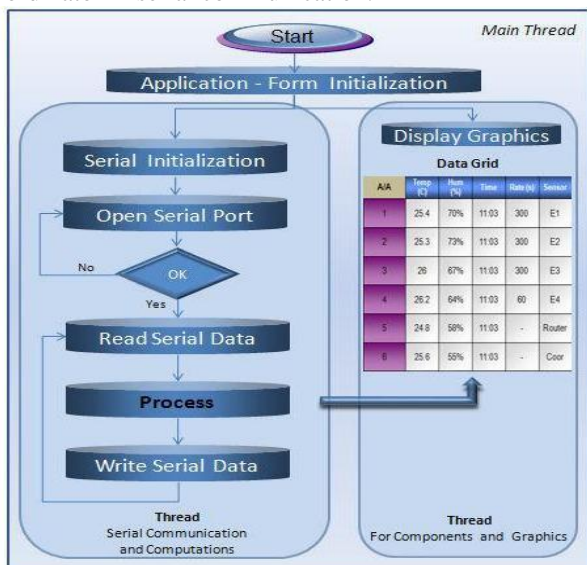 Start
Main Thread
Application - Form Initialization
Serial Initialization
Open Serial Port
No
OK
Yes
Read Serial Data
Process
Write Serial Data
Thread
Serial Communication
and Computations
Display Graphics
Data Grid
A/A Temp (C) Hum (%) Time Rate (s) Sensor
1 25.4 70% 11:03 300 E1
2 25.3 73% 11:03 300 E2
3 26 67% 11:03 300 E3
4 26.2 64% 11:03 60 E4
5 24.8 58% 11:03 - Router
6 25.6 55% 11:03 - Coor
Thread
For Components and Graphics